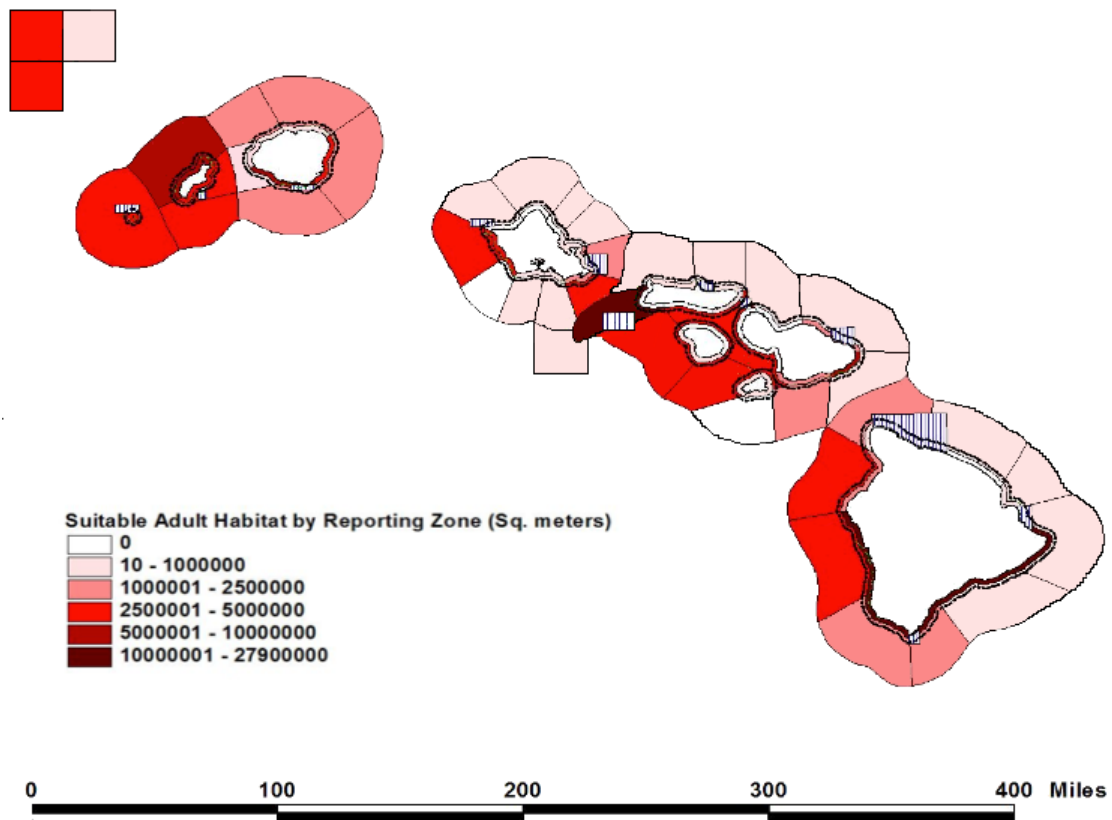 Suitable Adult Habitat by Reporting Zone (Sq. meters)
0
10 - 1000000
1000001 - 2500000
2500001 - 5000000
5000001 - 10000000
10000001 - 27900000
0 100 200 300 400 Miles